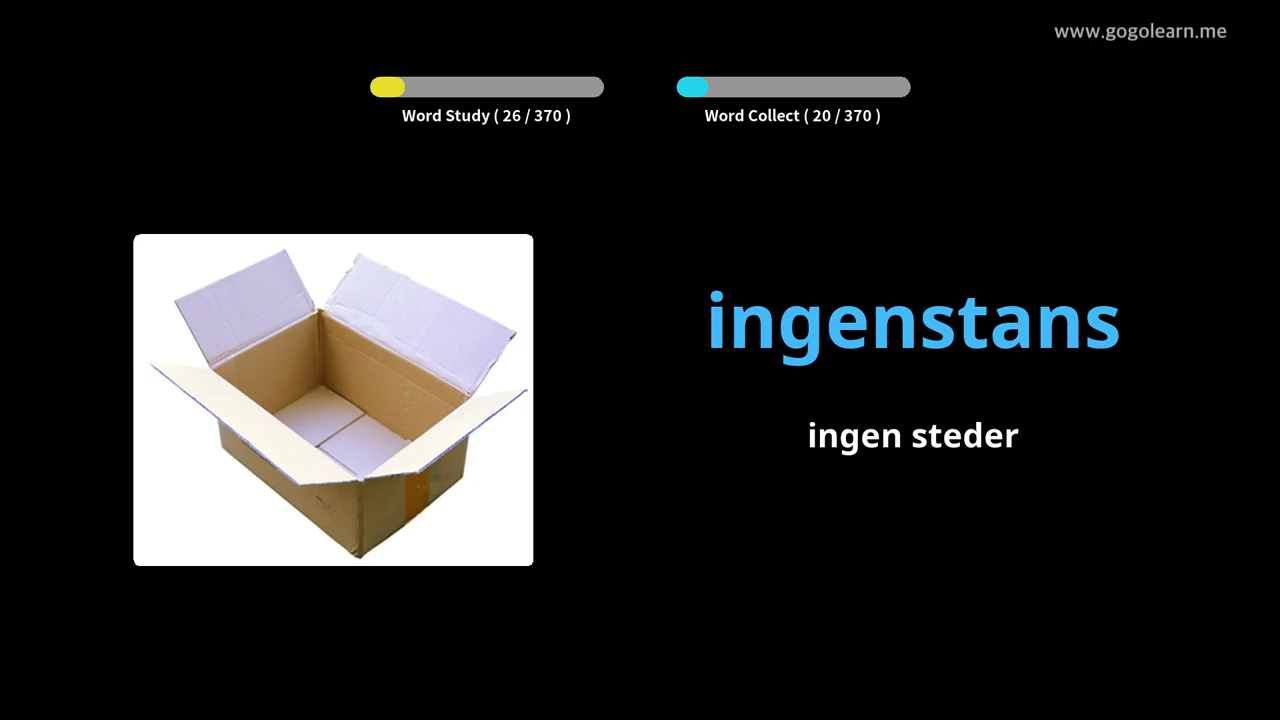 www.gogolearn.me
Word Study ( 26 / 370 )
Word Collect ( 20 / 370 )
ingenstans
ingen steder